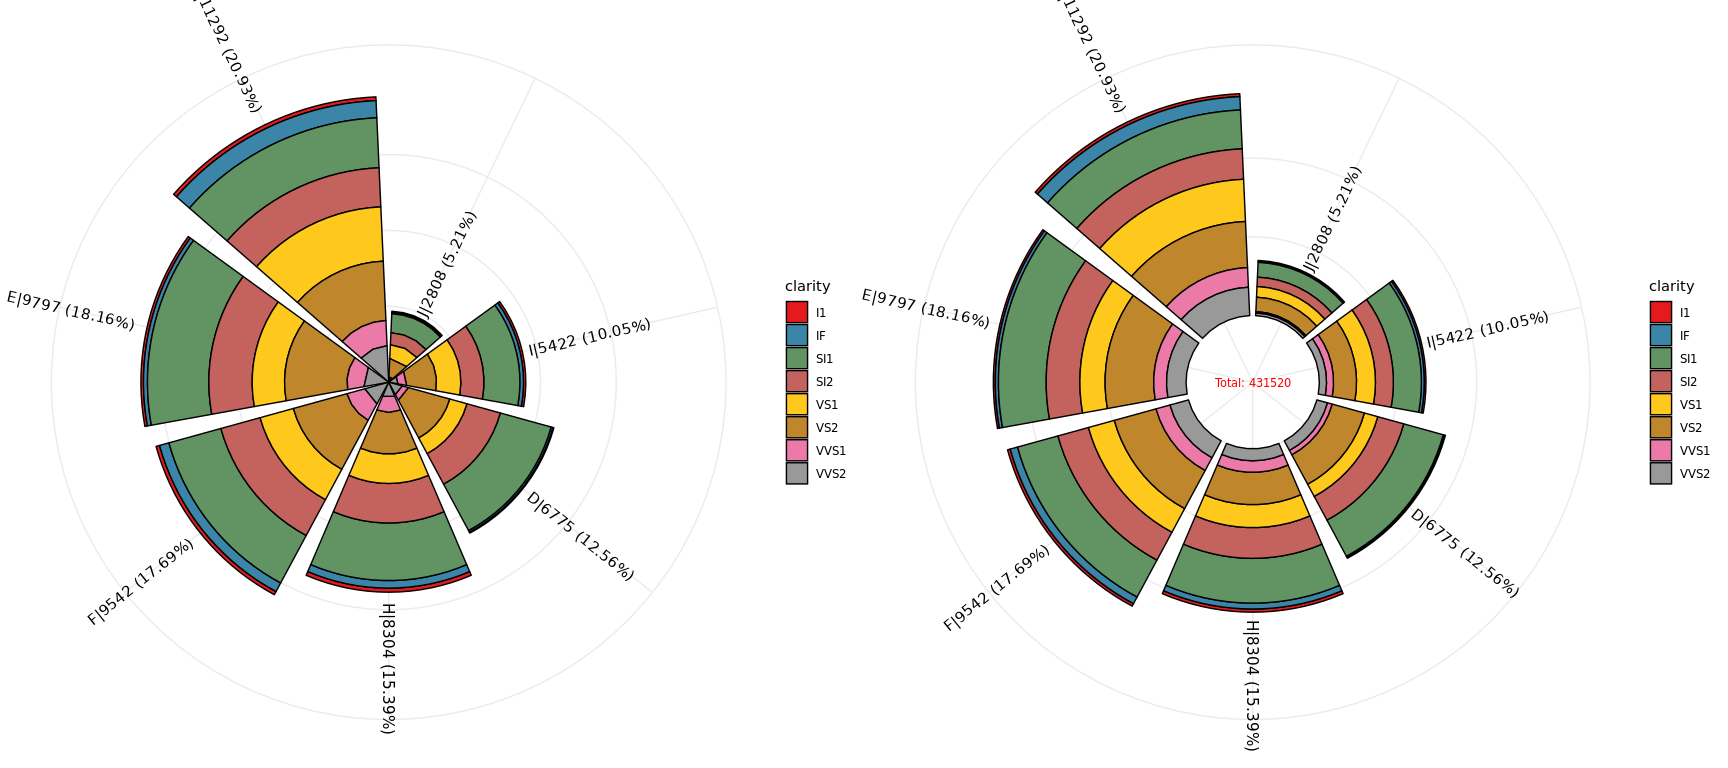 11292 (20.93%)
J|2808 (5.21%)
I|5422 (10.05%)
E|9797 (18.16%)
D|6775 (12.56%)
F|9542 (17.69%)
H|8304 (15.39%)
clarity
I1
IF
SI1
SI2
VS1
VS2
VVS1
VVS2
11292 (20.93%)
J|2808 (5.21%)
I|5422 (10.05%)
E|9797 (18.16%)
Total: 431520
D|6775 (12.56%)
F|9542 (17.69%)
H|8304 (15.39%)
clarity
I1
IF
SI1
SI2
VS1
VS2
VVS1
VVS2